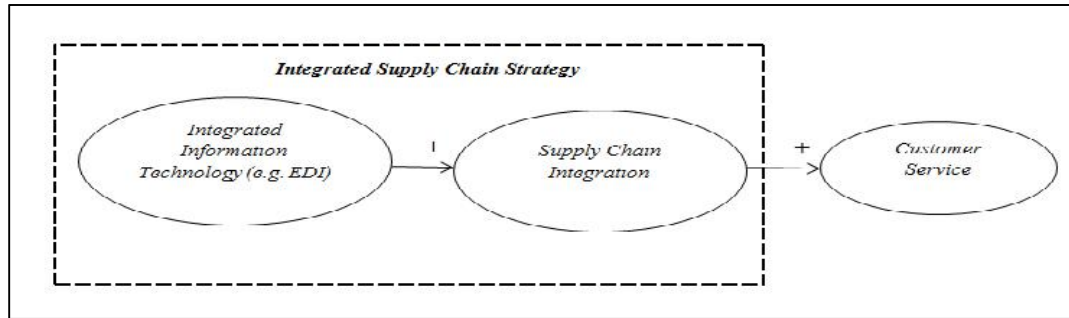 Integrated Supply Chain Strategy
Integrated
Information
Technology (e.g. EDI)
Supply Chain
Integration
+
Customer
Service